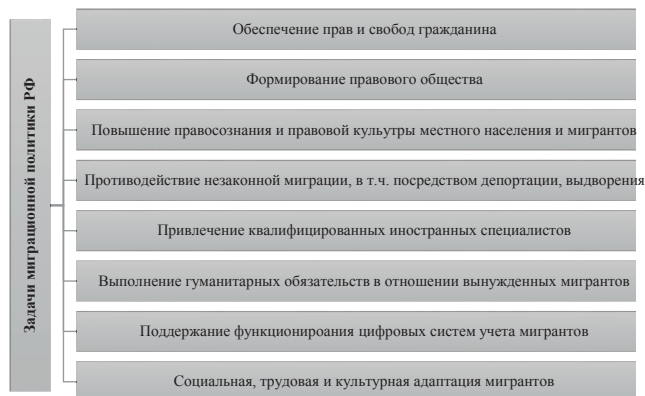 Задачи миграционной политики РФ
Обеспечение прав и свобод гражданина
Формирование правового общества
Повышение правосознания и правовой кульутры местного населения и мигрантов
Противодействие незаконной миграции, в т.ч. посредством депортации, выдворения
Привлечение квалифицированных иностранных специалистов
Выполнение гуманитарных обязательств в отношении вынужденных мигрантов
Поддержание функционироания цифровых систем учета мигрантов
Социальная, трудовая и культурная адаптация мигрантов